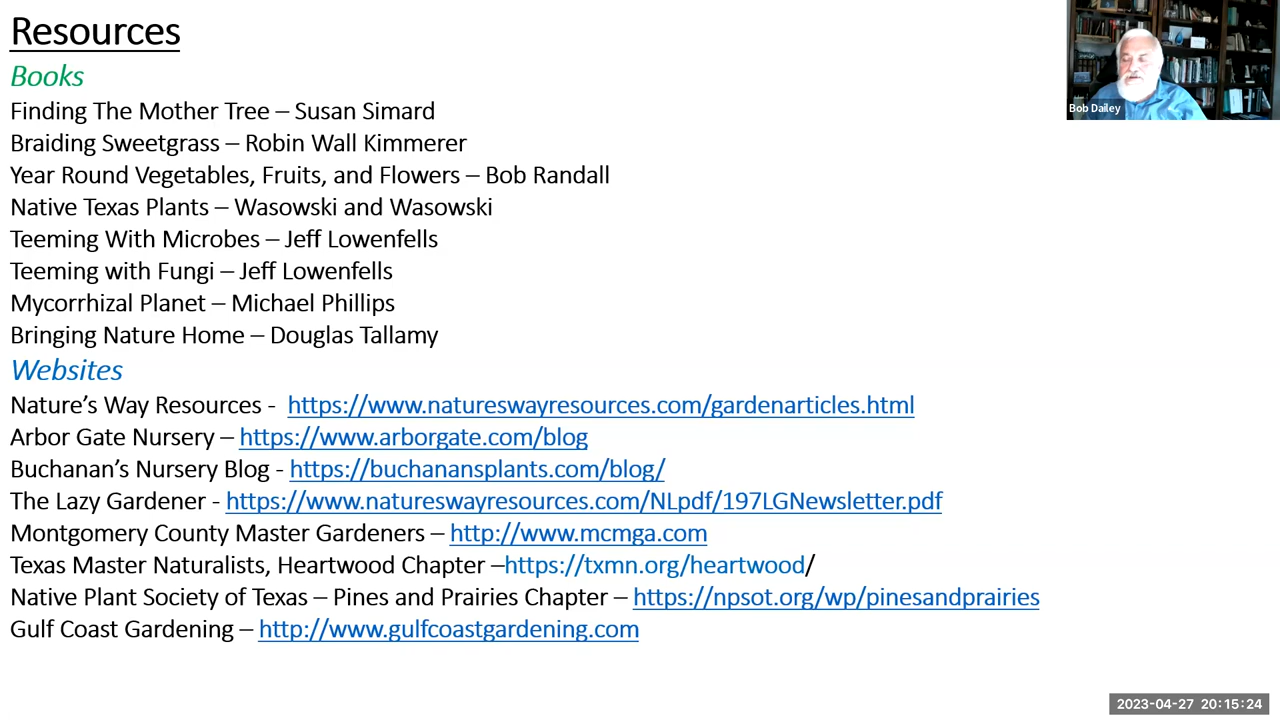 Resources
Books
Finding The Mother Tree – Susan Simard
Braiding Sweetgrass – Robin Wall Kimmerer
Year Round Vegetables, Fruits, and Flowers – Bob Randall
Native Texas Plants – Wasowski and Wasowski
Teeming With Microbes – Jeff Lowenfells
Teeming with Fungi – Jeff Lowenfells
Mycorrhizal Planet – Michael Phillips
Bringing Nature Home – Douglas Tallamy
Websites
Nature’s Way Resources -  https://www.natureswayresources.com/gardenarticles.html
Arbor Gate Nursery – https://www.arborgate.com/blog
Buchanan’s Nursery Blog - https://buchanansplants.com/blog/
The Lazy Gardener - https://www.natureswayresources.com/NLpdf/197LGNewsletter.pdf
Montgomery County Master Gardeners – http://www.mcmga.com
Texas Master Naturalists, Heartwood Chapter –https://txmn.org/heartwood/
Native Plant Society of Texas – Pines and Prairies Chapter – https://npsot.org/wp/pinesandprairies
Gulf Coast Gardening – http://www.gulfcoastgardening.com
Bob Dailey
2023-04-27 20:15:24